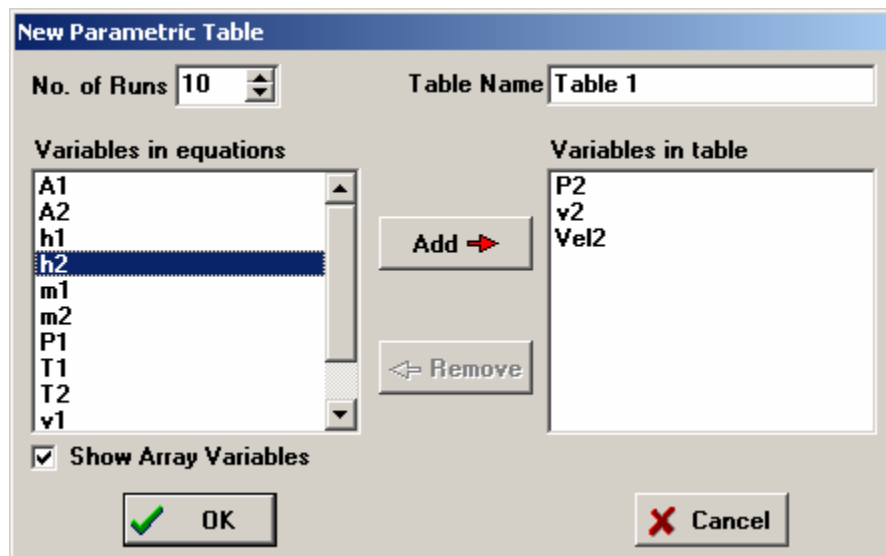 New Parametric Table
No. of Runs 10
Table Name Table 1
Variables in equations
A1
A2
h1
h2
m1
m2
P1
T1
T2
v1
Variables in table
P2
v2
Vel2
Add
Remove
Show Array Variables
OK
Cancel